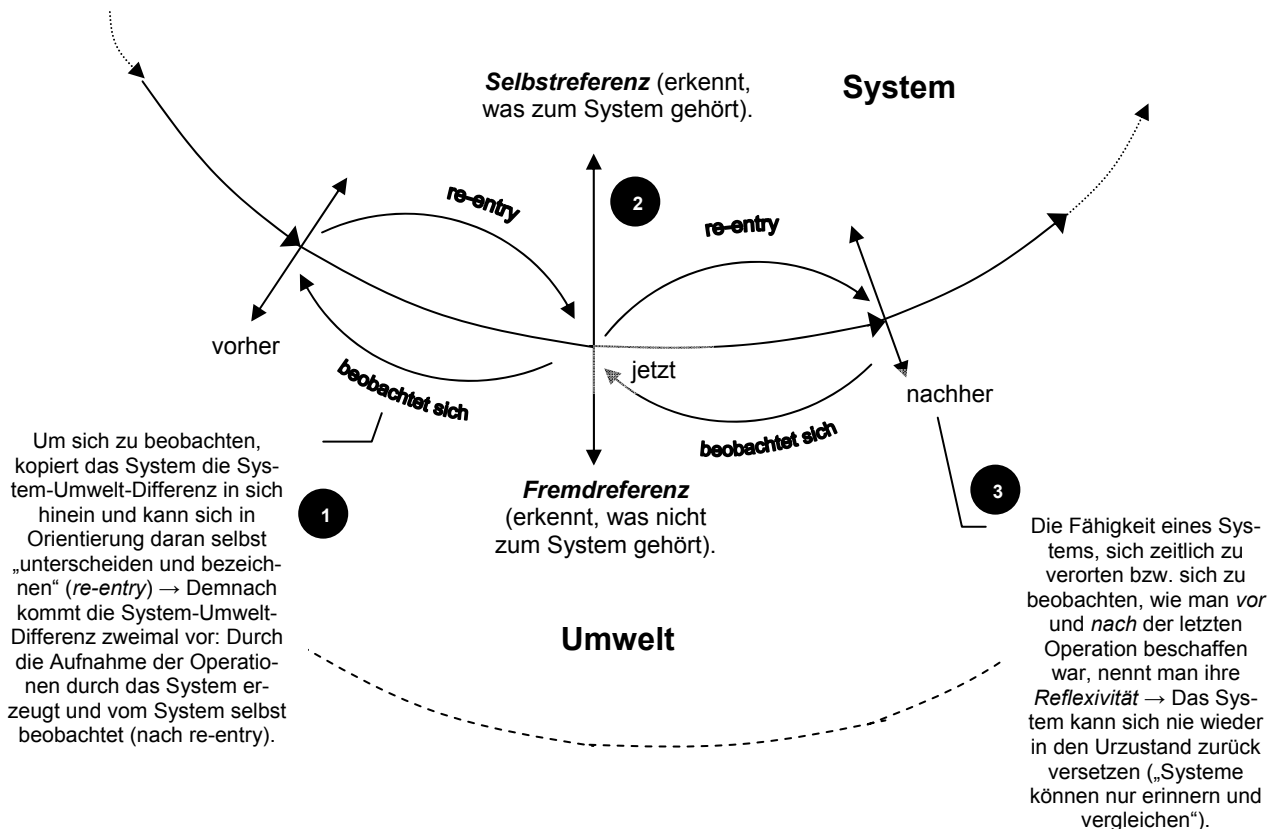 Selbstreferenz (erkennt,
was zum System gehört).
System
2
re-entry
re-entry
vorher
jetzt
nachher
beobachtet sich
beobachtet sich
Um sich zu beobachten,
kopiert das System die Sys-
tem-Umwelt-Differenz in sich
hinein und kann sich in
Orientierung daran selbst
„unterscheiden und bezeich-
nen“ (re-entry) → Demnach
kommt die System-Umwelt-
Differenz zweimal vor: Durch
die Aufnahme der Operatio-
nen durch das System er-
zeugt und vom System selbst
beobachtet (nach re-entry).
1
Fremdreferenz
(erkennt, was nicht
zum System gehört).
Umwelt
3
Die Fähigkeit eines Sys-
tems, sich zeitlich zu
verorten bzw. sich zu
beobachten, wie man vor
und nach der letzten
Operation beschaffen
war, nennt man ihre
Reflexivität → Das Sys-
tem kann sich nie wieder
in den Urzustand zurück
versetzen („Systeme
können nur erinnern und
vergleichen“).